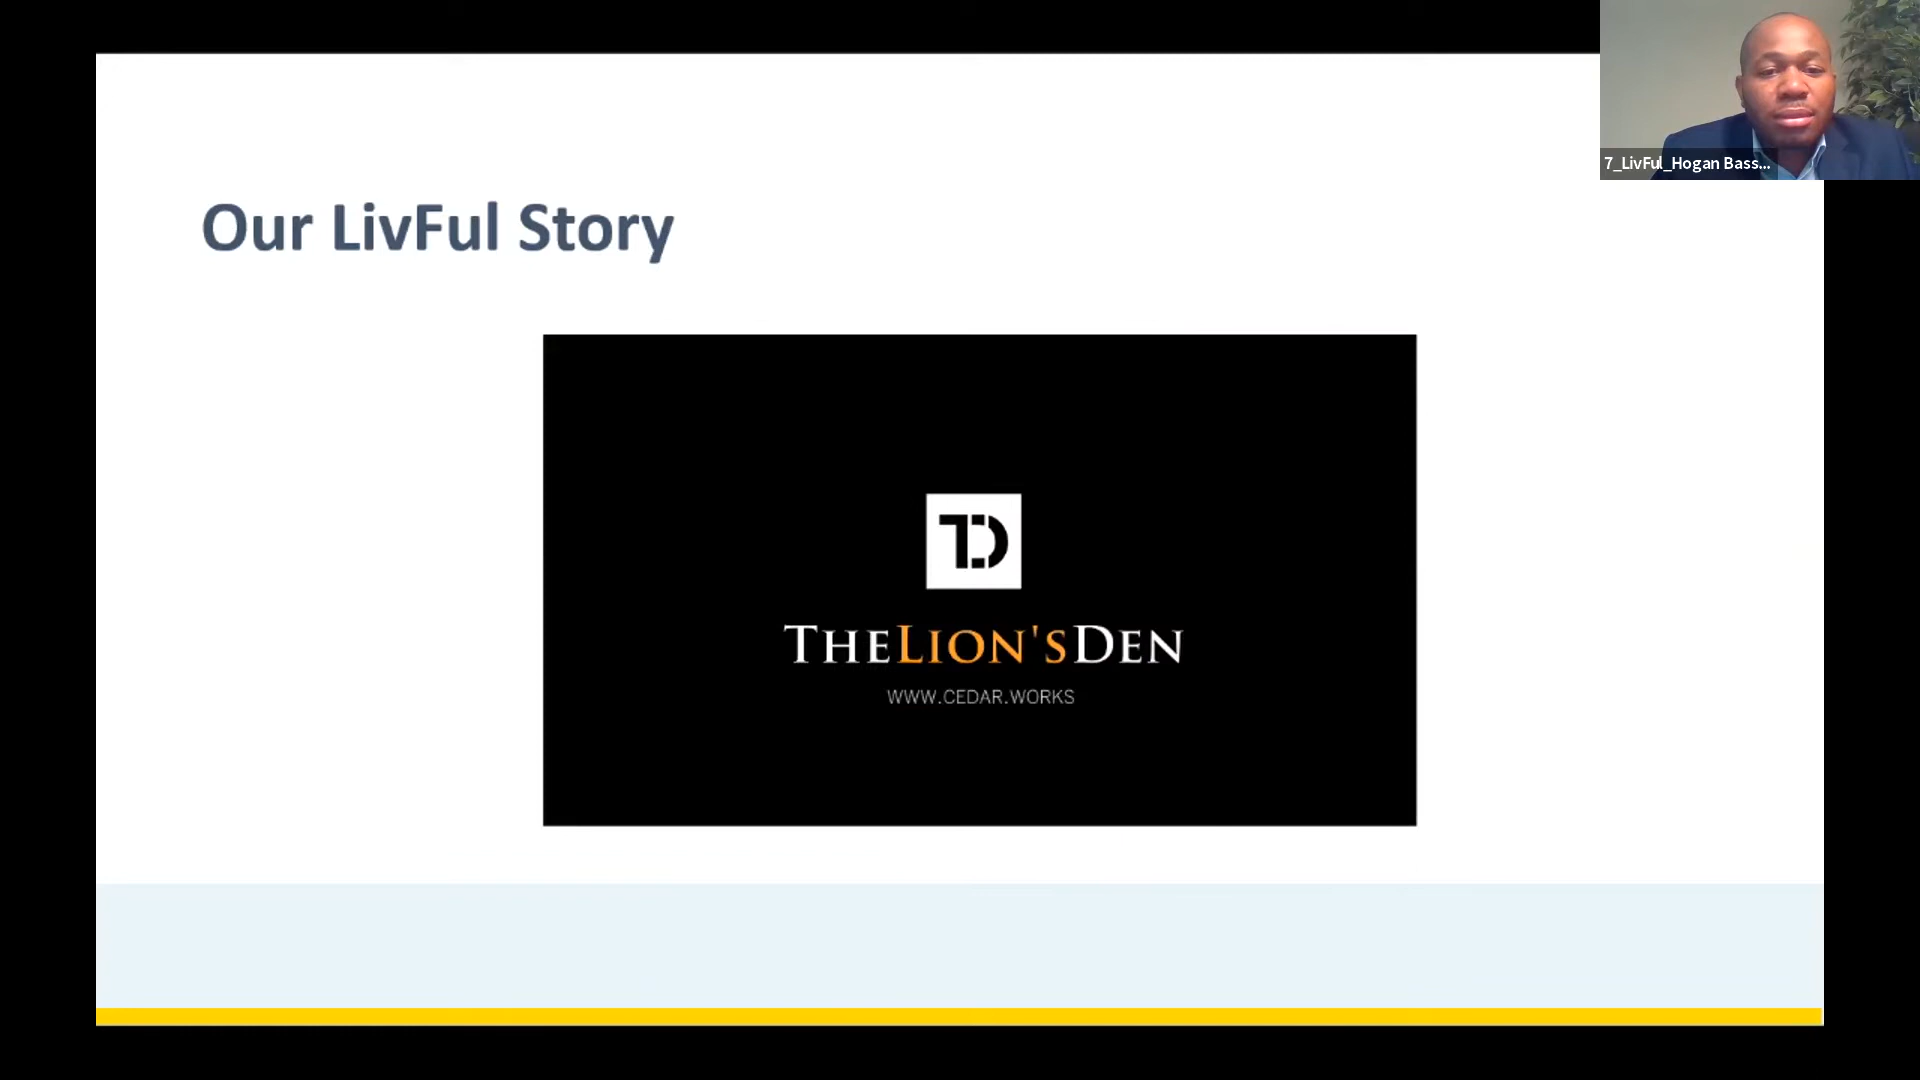 7_LivFul_Hogan Bass...
Our LivFul Story
TD
THELION'SDEN
WWW.CEDAR.WORKS